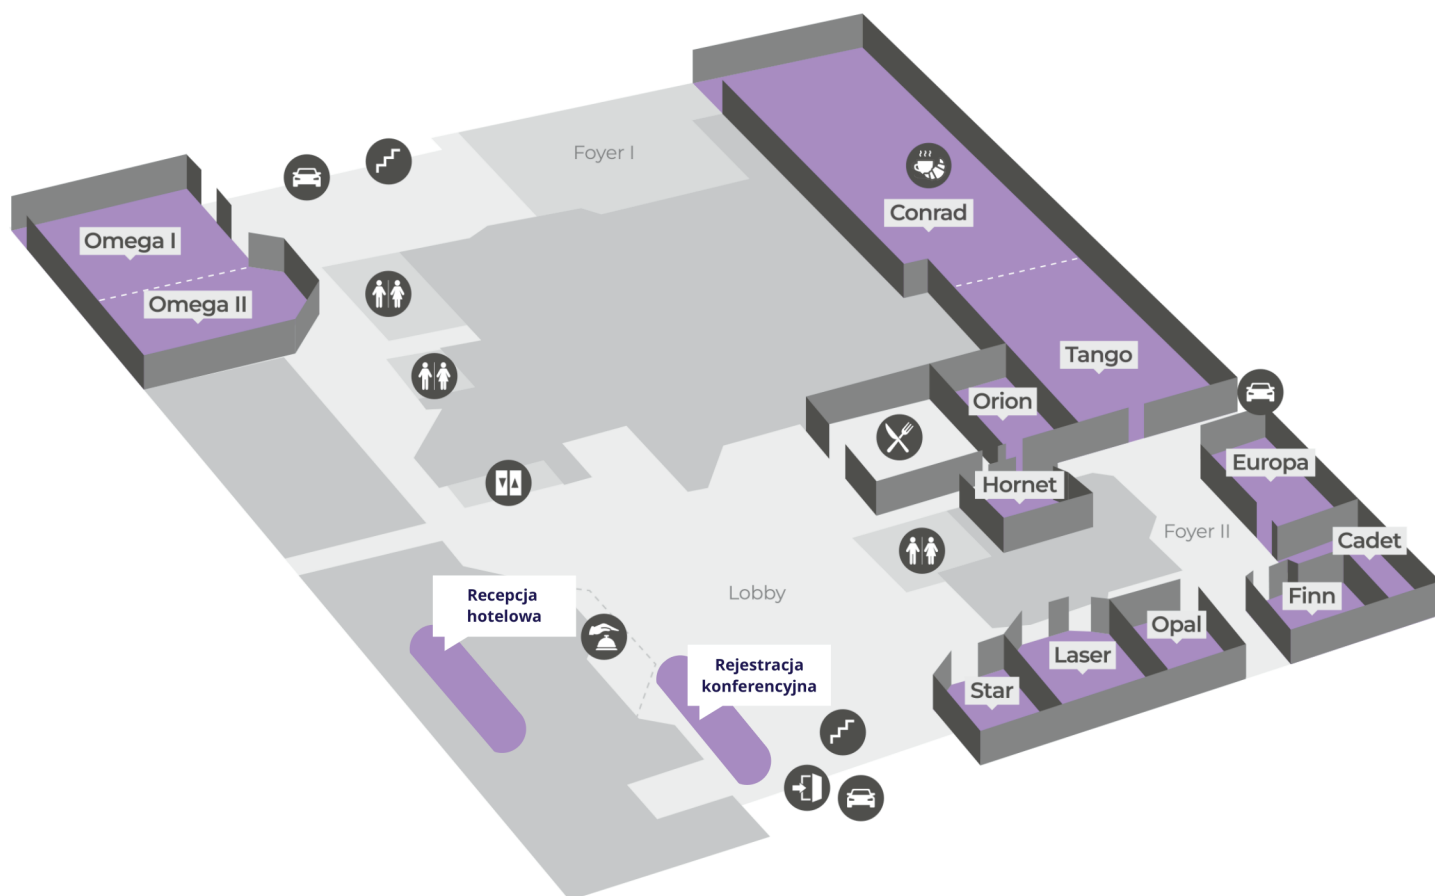 Foyer I
Conrad
Omega I
Omega II
Tango
Orion
Europa
Hornet
Foyer II
Cadet
Lobby
Finn
Recepcja
hotelowa
Opal
Laser
Rejestracja
konferencyjna
Star